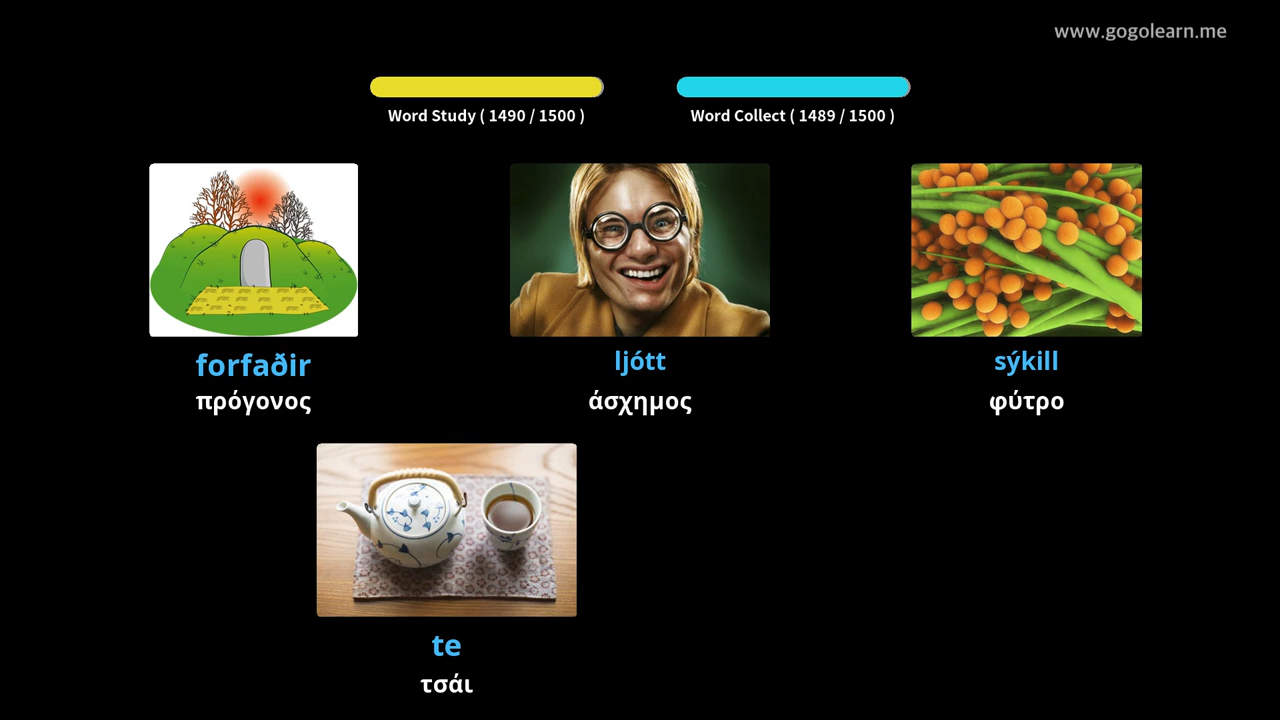 www.gogolearn.me
Word Study ( 1490 / 1500 )
Word Collect ( 1489 / 1500 )
forfaðir
πρόγονος
ljótt
άσχημος
sýkill
φύτρο
te
τσάι